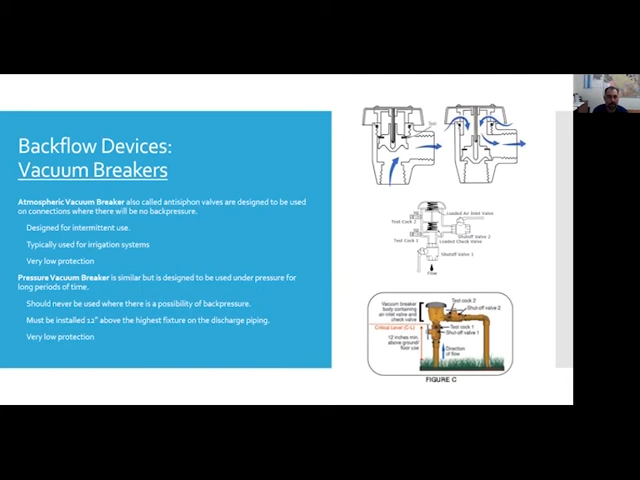 Backflow Devices:
Vacuum Breakers
Atmospheric Vacuum Breaker also called antisiphon valves are designed to be used
on connections where there will be no backpressure.
Designed for intermittent use.
Typically used for irrigation systems
Very low protection
Pressure Vacuum Breaker is similar but is designed to be used under pressure for
long periods of time.
Should never be used where there is a possibility of backpressure.
Must be installed 12" above the highest fixture on the discharge piping.
Very low protection
Loaded Air Inlet Valve
Test Cock 2
Shutoff Valve 2
Test Cock 1
Loaded Check Valve
Shutoff Valve 1
Flow
Vacuum breaker
body containing
air inlet valve and
check valve
Test cock 2
Shut-off valve 2
Critical Level (C-L)
Test cock 1
Shut-off valve 1
12 inches min.
above ground/
Direction
of flow
FIGURE C